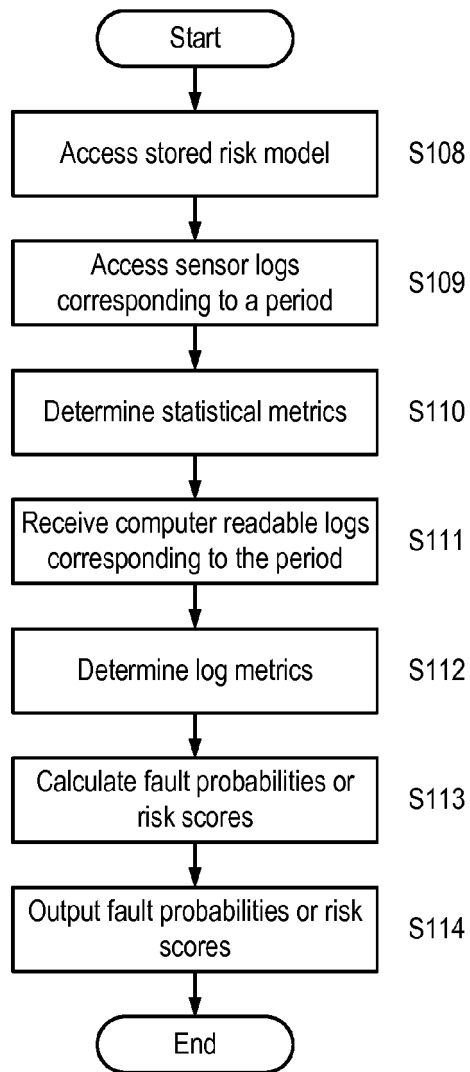 Start
Access stored risk model
S108
Access sensor logs
corresponding to a period
S109
Determine statistical metrics
S110
Receive computer readable logs
corresponding to the period
S111
Determine log metrics
S112
Calculate fault probabilities or
risk scores
S113
Output fault probabilities or risk
scores
S114
End